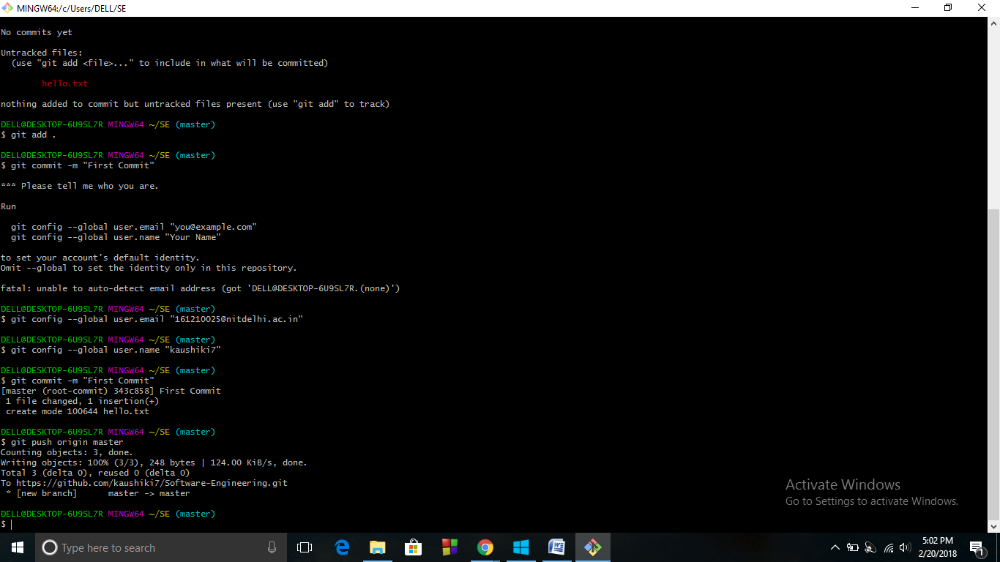 MINGW64:/c/Users/DELL/SE
No commits yet
Untracked files:
(use "git add <file>..." to include in what will be committed)
hello.txt
nothing added to commit but untracked files present (use "git add" to track)
DELL@DESKTOP-6U9SL7R MINGW64 ~/SE (master)
$ git add .
DELL@DESKTOP-6U9SL7R MINGW64 ~/SE (master)
$ git commit -m "First Commit"
*** Please tell me who you are.
Run
git config --global user.email "you@example.com"
git config --global user.name "Your Name"
to set your account's default identity.
Omit --global to set the identity only in this repository.
fatal: unable to auto-detect email address (got 'DELL@DESKTOP-6U9SL7R.(none)')
DELL@DESKTOP-6U9SL7R MINGW64 ~/SE (master)
$ git config --global user.email "161210025@nitdelhi.ac.in"
DELL@DESKTOP-6U9SL7R MINGW64 ~/SE (master)
$ git config --global user.name "kaushiki7"
DELL@DESKTOP-6U9SL7R MINGW64 ~/SE (master)
$ git commit -m "First Commit"
[master (root-commit) 343c858] First Commit
1 file changed, 1 insertion(+)
create mode 100644 hello.txt
DELL@DESKTOP-6U9SL7R MINGW64 ~/SE (master)
$ git push origin master
Counting objects: 3, done.
Writing objects: 100% (3/3), 248 bytes | 124.00 KiB/s, done.
Total 3 (delta 0), reused 0 (delta 0)
To https://github.com/kaushiki7/Software-Engineering.git
* [new branch] master -> master
DELL@DESKTOP-6U9SL7R MINGW64 ~/SE (master)
$
Activate Windows
Go to Settings to activate Windows.
Type here to search
5:02 PM
2/20/2018
1